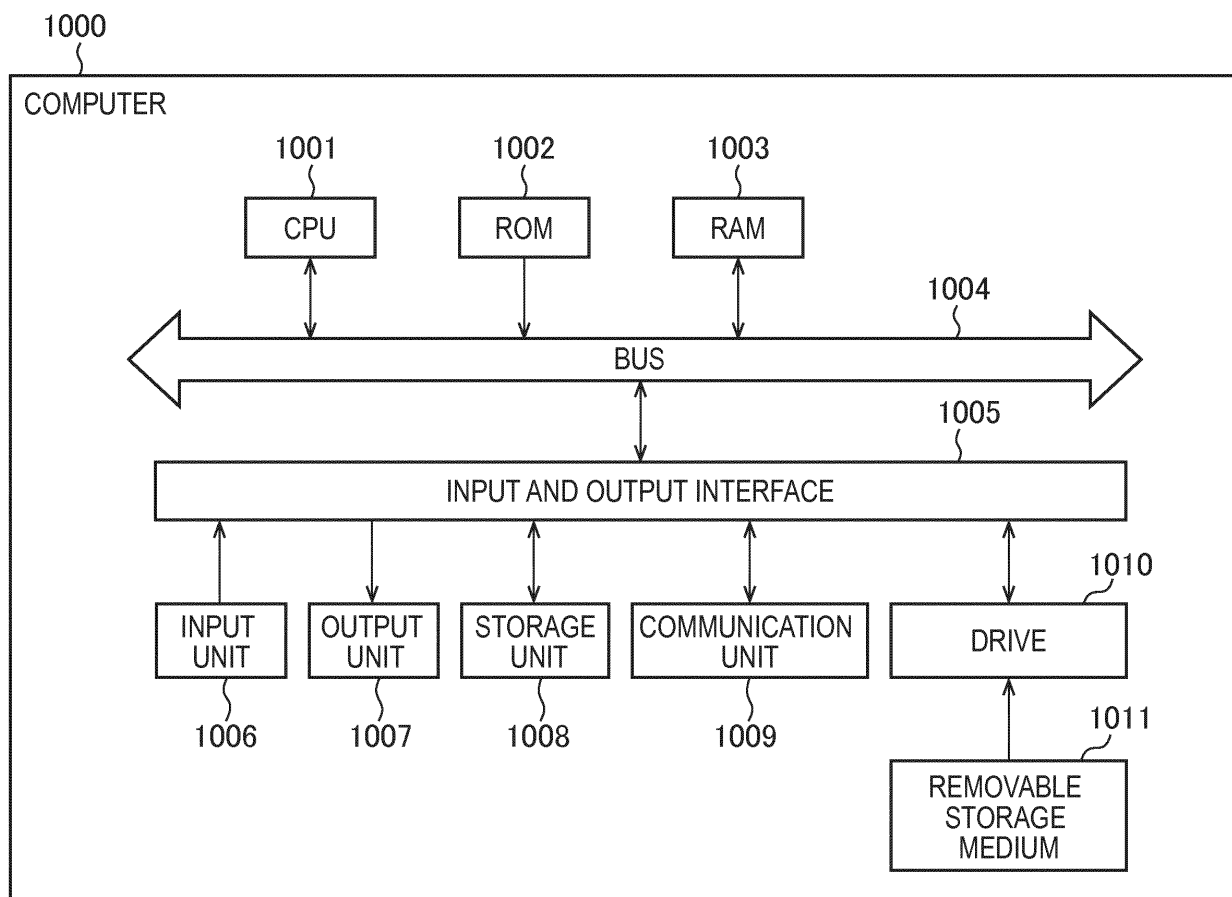 1000
COMPUTER
1001
1002
1003
CPU
ROM
RAM
1004
BUS
1005
INPUT AND OUTPUT INTERFACE
1010
INPUT
UNIT
OUTPUT
UNIT
STORAGE
UNIT
COMMUNICATION
UNIT
DRIVE
1006
1007
1008
1009
1011
REMOVABLE
STORAGE
MEDIUM